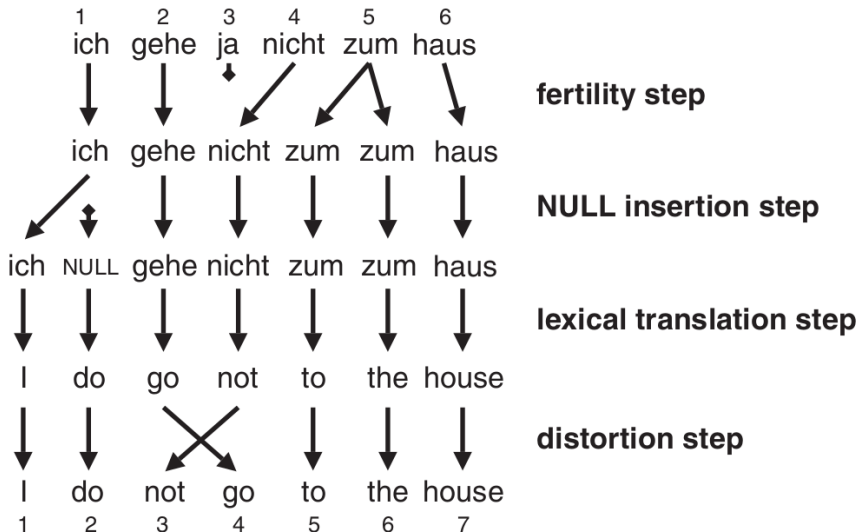 1 2 3 4 5 6
ich gehe ja nicht zum haus
fertility step
ich gehe nicht zum zum haus
NULL insertion step
ich NULL gehe nicht zum zum haus
lexical translation step
I do go not to the house
distortion step
I do not go to the house
1 2 3 4 5 6 7